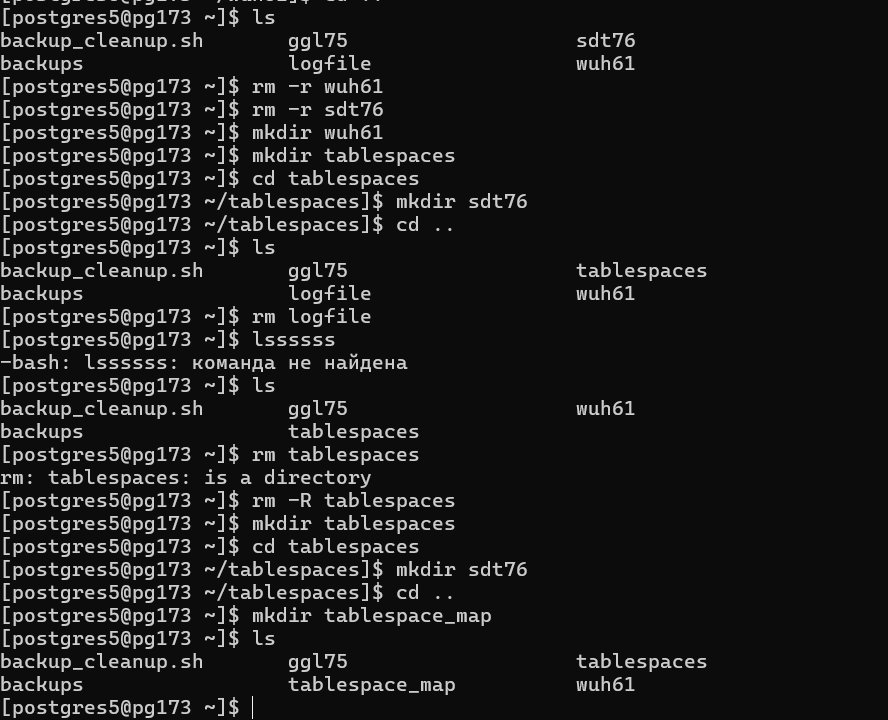 [postgres5@pg173 ~]$ ls
backup_cleanup.sh ggl75 sdt76
backups logfile wuh61
[postgres5@pg173 ~]$ rm -r wuh61
[postgres5@pg173 ~]$ rm -r sdt76
[postgres5@pg173 ~]$ mkdir wuh61
[postgres5@pg173 ~]$ mkdir tablespaces
[postgres5@pg173 ~]$ cd tablespaces
[postgres5@pg173 ~/tablespaces]$ mkdir sdt76
[postgres5@pg173 ~/tablespaces]$ cd ..
[postgres5@pg173 ~]$ ls
backup_cleanup.sh ggl75 tablespaces
backups logfile wuh61
[postgres5@pg173 ~]$ rm logfile
[postgres5@pg173 ~]$ lssssss
-bash: lssssss: команда не найдена
[postgres5@pg173 ~]$ ls
backup_cleanup.sh ggl75 wuh61
backups tablespaces
[postgres5@pg173 ~]$ rm tablespaces
rm: tablespaces: is a directory
[postgres5@pg173 ~]$ rm -R tablespaces
[postgres5@pg173 ~]$ mkdir tablespaces
[postgres5@pg173 ~]$ cd tablespaces
[postgres5@pg173 ~/tablespaces]$ mkdir sdt76
[postgres5@pg173 ~/tablespaces]$ cd ..
[postgres5@pg173 ~]$ mkdir tablespace_map
[postgres5@pg173 ~]$ ls
backup_cleanup.sh ggl75 tablespaces
backups tablespace_map wuh61
[postgres5@pg173 ~]$